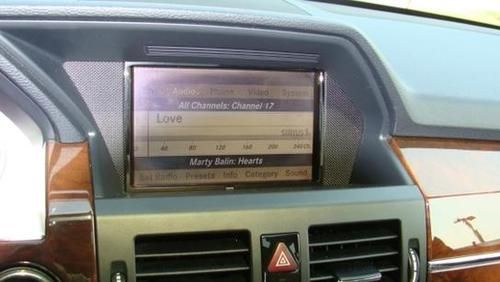 Audio Phone Video System
All Channels: Channel 17
Love
SIRIUS
40 80 120 160 200 240 Ch.
Marty Balin: Hearts
Sat Radio Presets Info Category Sound